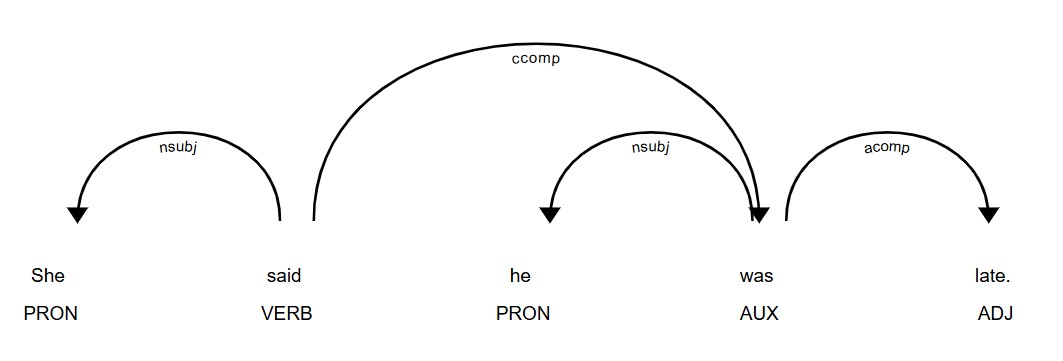 ccomp
nsubj nsubj acomp
She said he was late.
PRON VERB PRON AUX ADJ